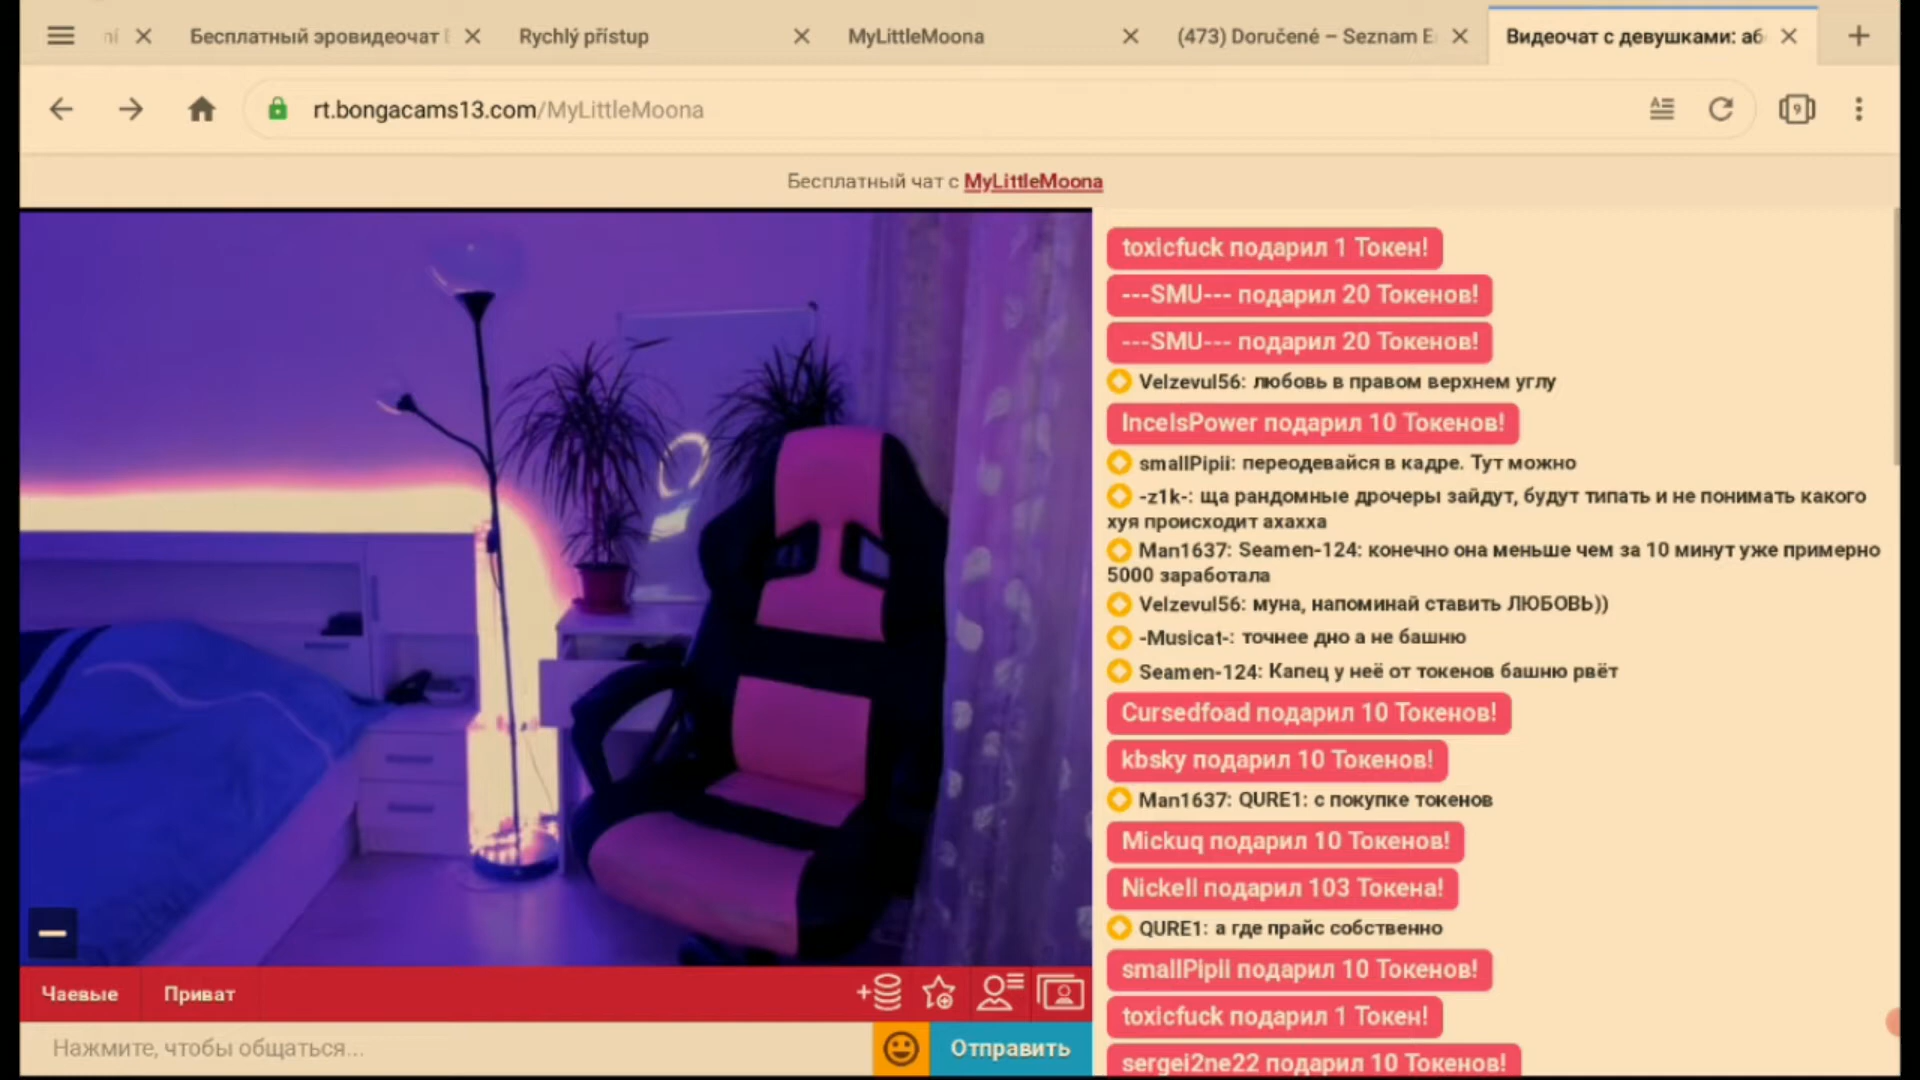 ní
Бесплатный эровидеочат
Rychlý přístup
MyLittleMoona
(473) Doručené – Seznam E
Видеочат с девушками: аб
rt.bongacams13.com/MyLittleMoona
9
Бесплатный чат с MyLittleMoona
toxicfuck подарил 1 Токен!
---SMU--- подарил 20 Токенов!
---SMU--- подарил 20 Токенов!
Velzevul56: любовь в правом верхнем углу
IncelsPower подарил 10 Токенов!
smallPipii: переодевайся в кадре. Тут можно
-z1k-: ща рандомные дрочеры зайдут, будут типать и не понимать какого
хуя происходит ахахха
Man1637: Seamen-124: конечно она меньше чем за 10 минут уже примерно
5000 заработала
Velzevul56: муна, напоминай ставить ЛЮБОВЬ))
-Musicat-: точнее дно а не башню
Seamen-124: Капец у неё от токенов башню рвёт
Cursedfoad подарил 10 Токенов!
kbsky подарил 10 Токенов!
Man1637: QURE1: с покупке токенов
Mickuq подарил 10 Токенов!
Nickell подарил 103 Токена!
QURE1: а где прайс собственно
smallPipii подарил 10 Токенов!
toxicfuck подарил 1 Токен!
sergei2ne22 подарил 10 Токенов!
Чаевые
Приват
Нажмите, чтобы общаться...
Отправить